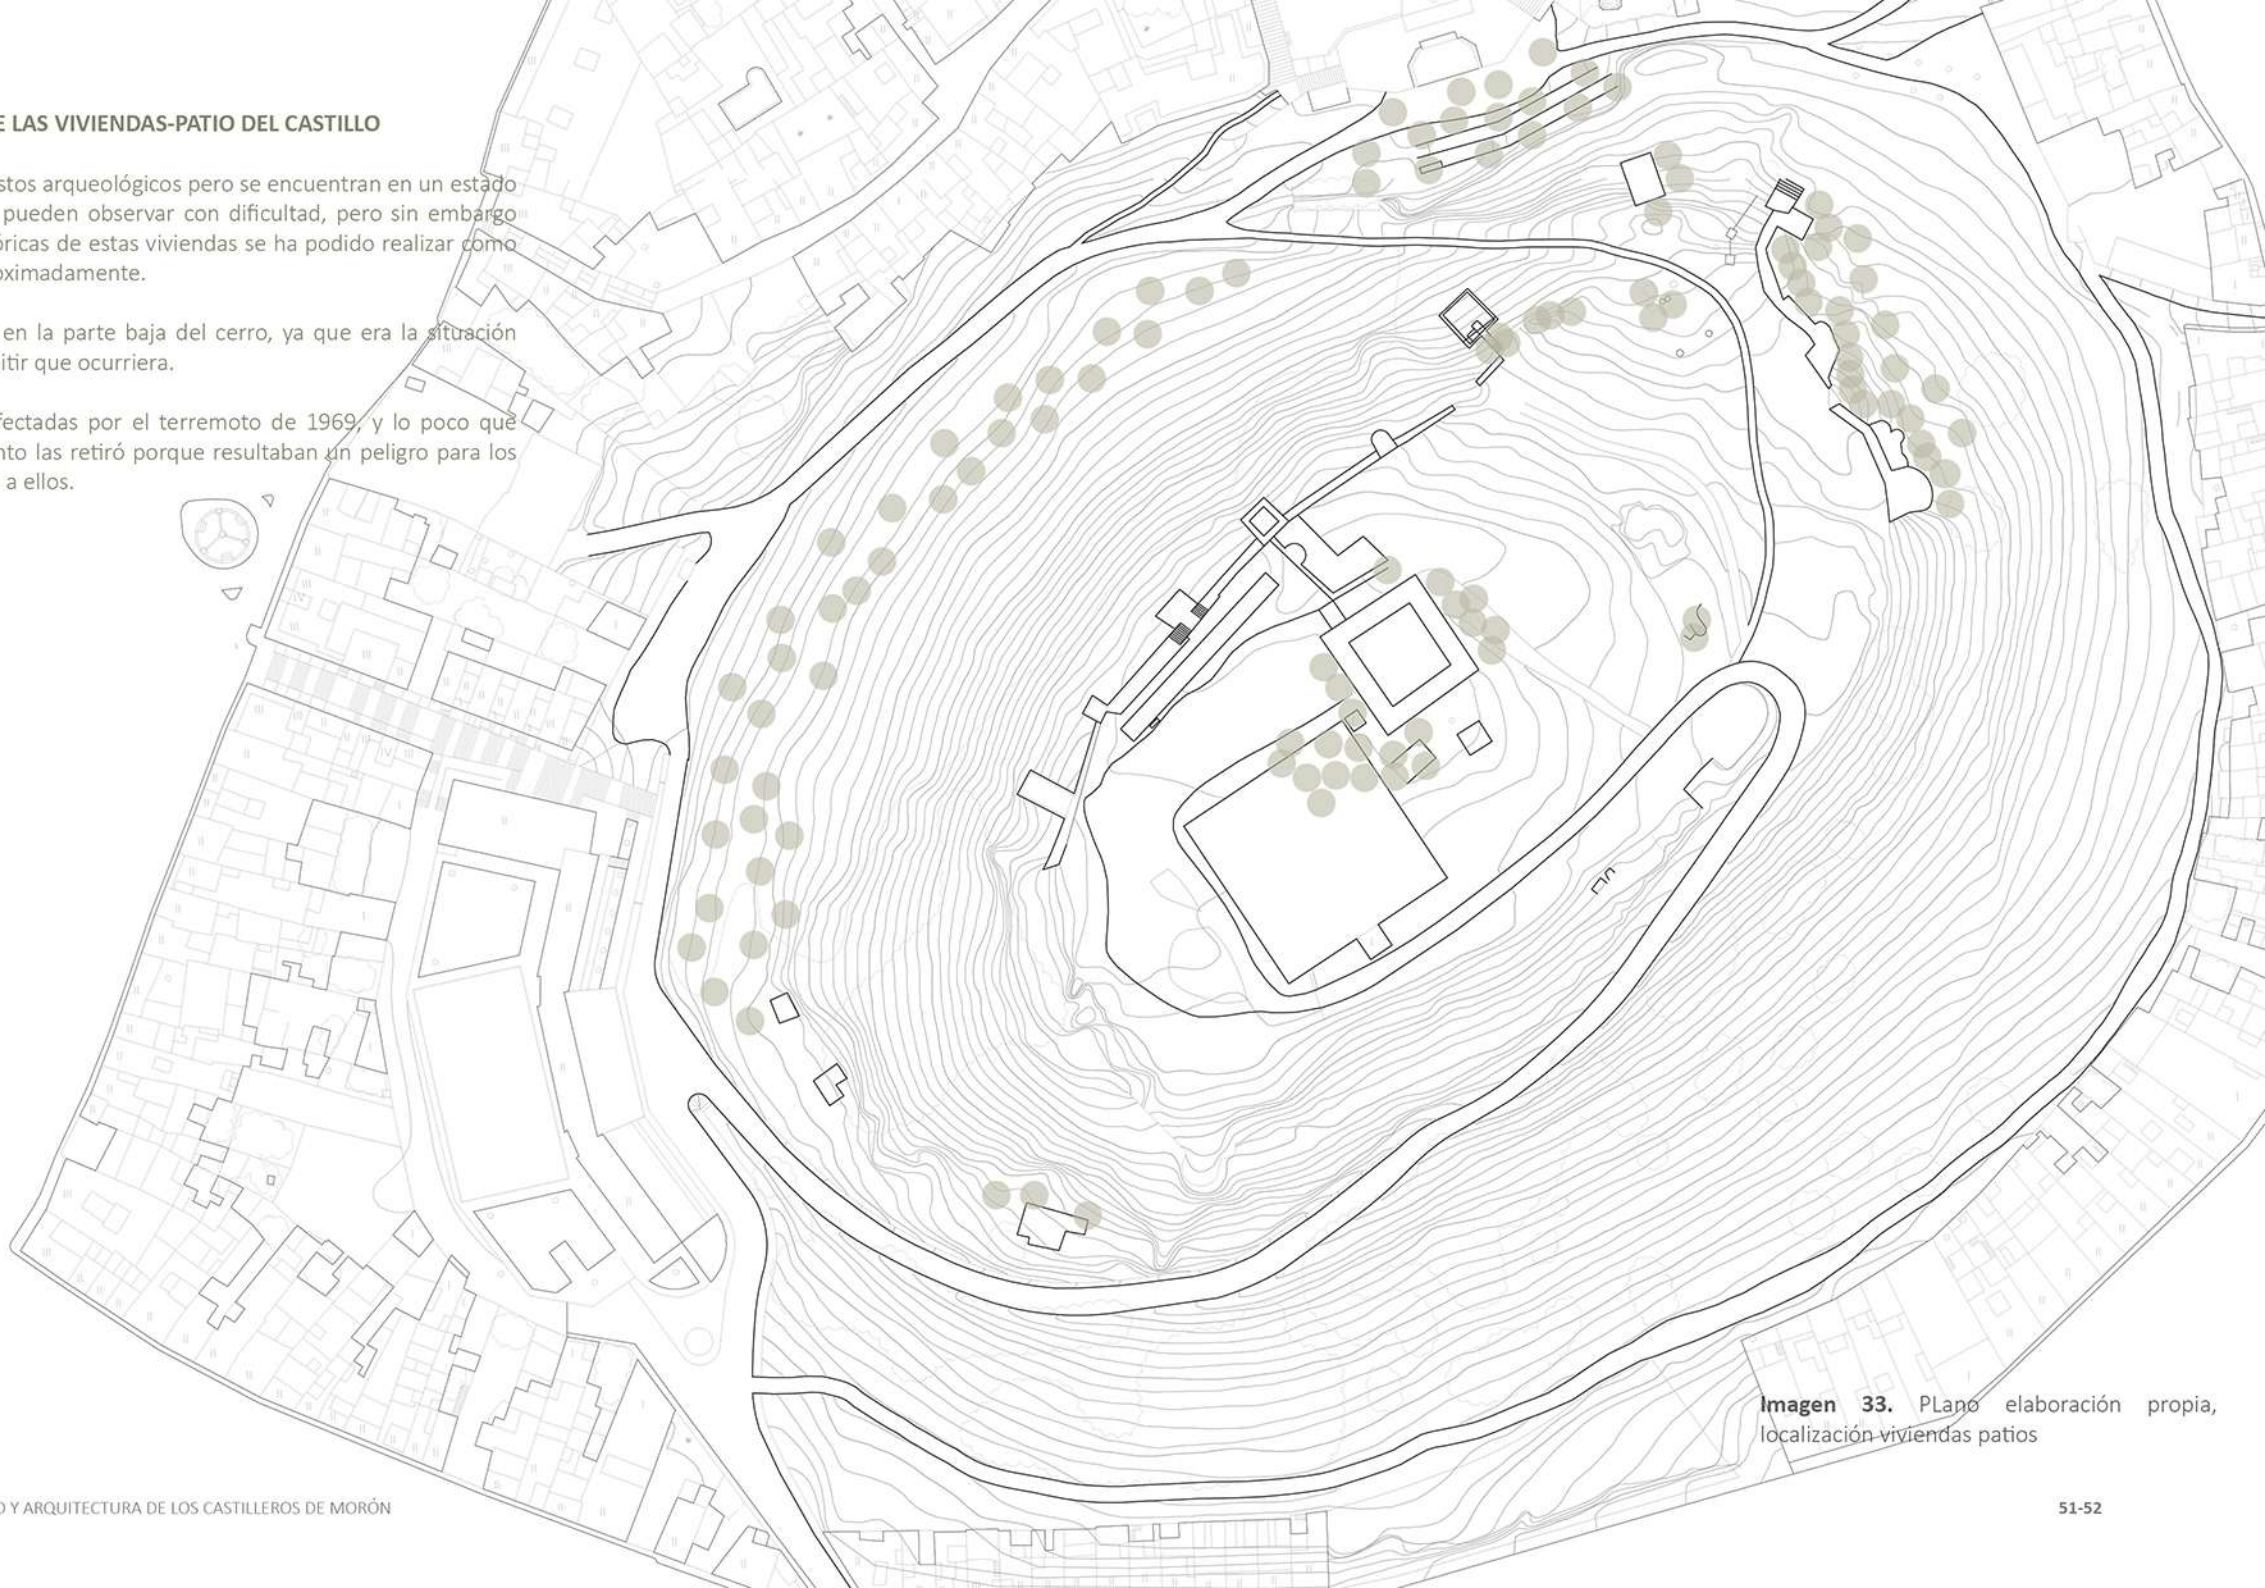 E LAS VIVIENDAS-PATIO DEL CASTILLO
stos arqueológicos pero se encuentran en un estado
pueden observar con dificultad, pero sin embargo
óricas de estas viviendas se ha podido realizar como
oximadamente.
en la parte baja del cerro, ya que era la situación
itir que ocurriera.
fectadas por el terremoto de 1969, y lo poco que
nto las retiró porque resultaban un peligro para los
a ellos.
Imagen 33. PLano elaboración propia,
localización viviendas patios
O Y ARQUITECTURA DE LOS CASTILLEROS DE MORÓN
51-52